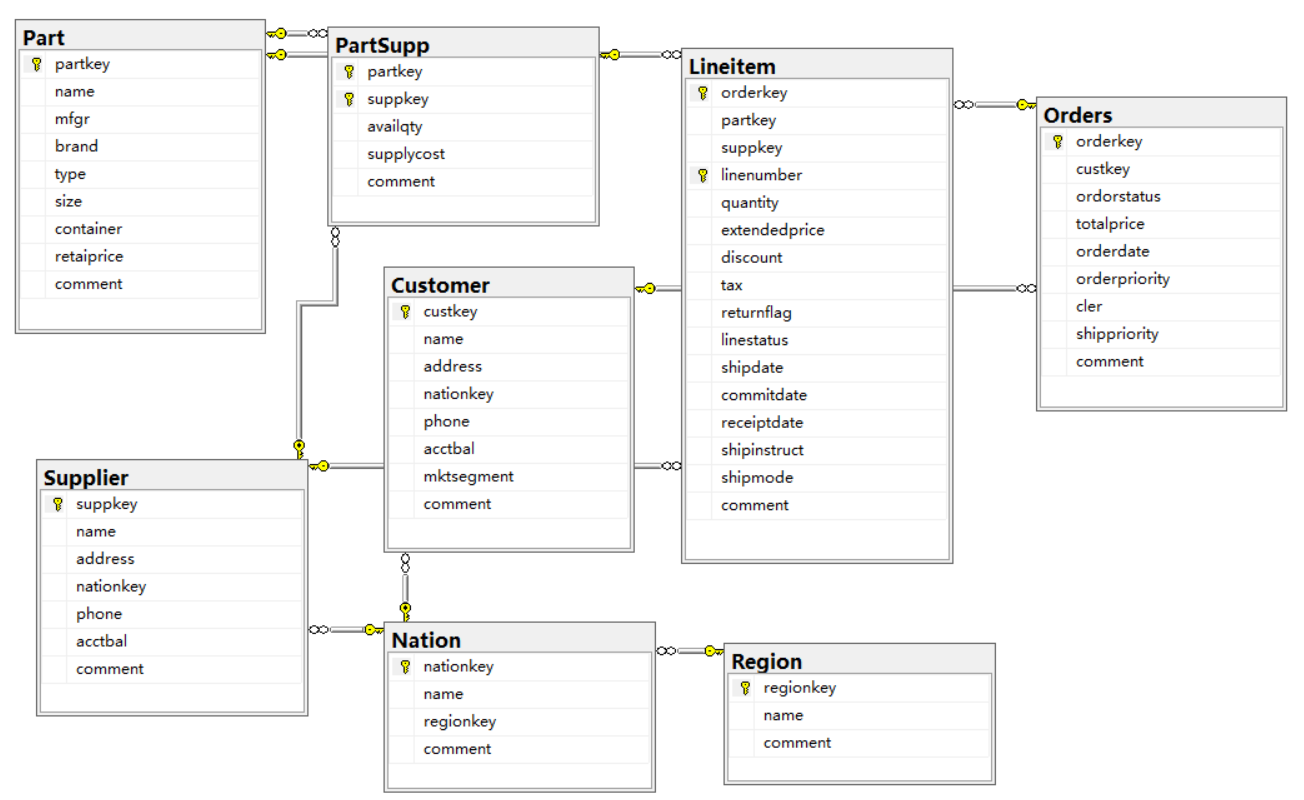 Part
partkey
name
mfgr
brand
type
size
container
retaiprice
comment
PartSupp
partkey
suppkey
availqty
supplycost
comment
Lineitem
orderkey
partkey
suppkey
linenumber
quantity
extendedprice
discount
tax
returnflag
linestatus
shipdate
commitdate
receiptdate
shipinstruct
shipmode
comment
Orders
orderkey
custkey
ordorstatus
totalprice
orderdate
orderpriority
cler
shippriority
comment
Customer
custkey
name
address
nationkey
phone
acctbal
mktsegment
comment
Supplier
suppkey
name
address
nationkey
phone
acctbal
comment
Nation
nationkey
name
regionkey
comment
Region
regionkey
name
comment